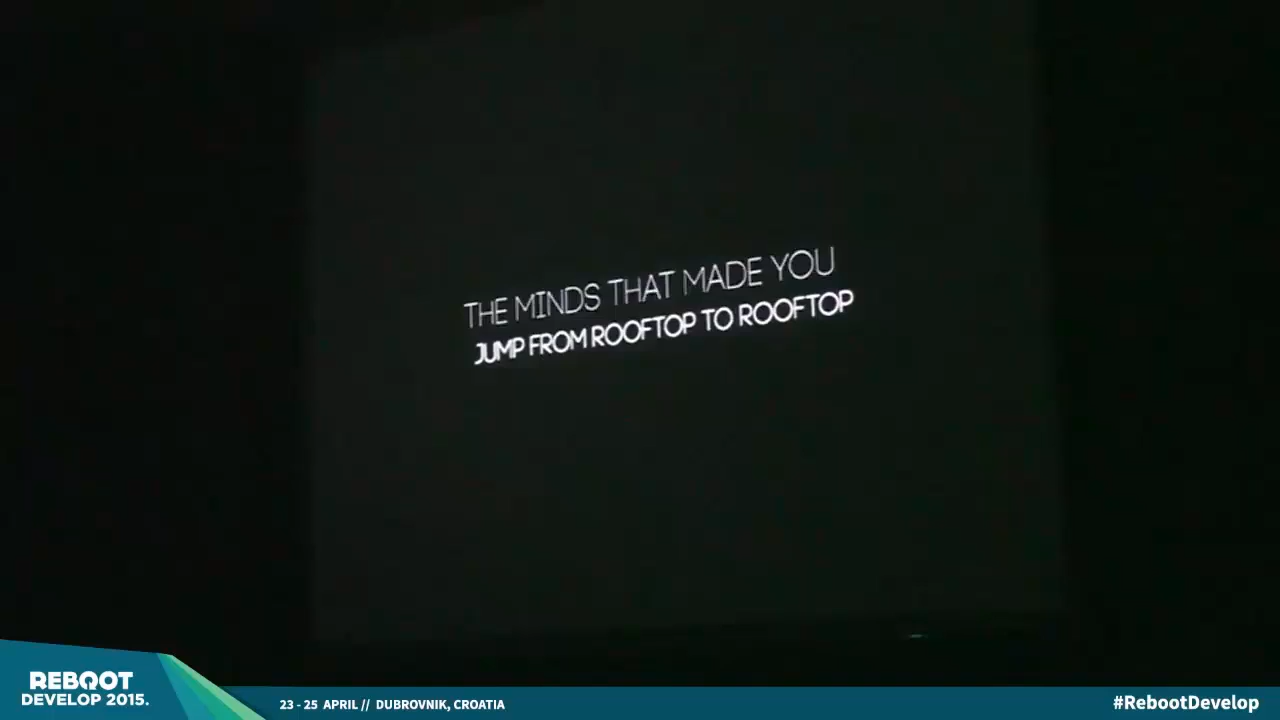 THE MINDS THAT MADE YOU
JUMP FROM ROOFTOP TO ROOFTOP
REBOOT
DEVELOP 2015.
23 - 25 APRIL // DUBROVNIK, CROATIA
#RebootDevelop